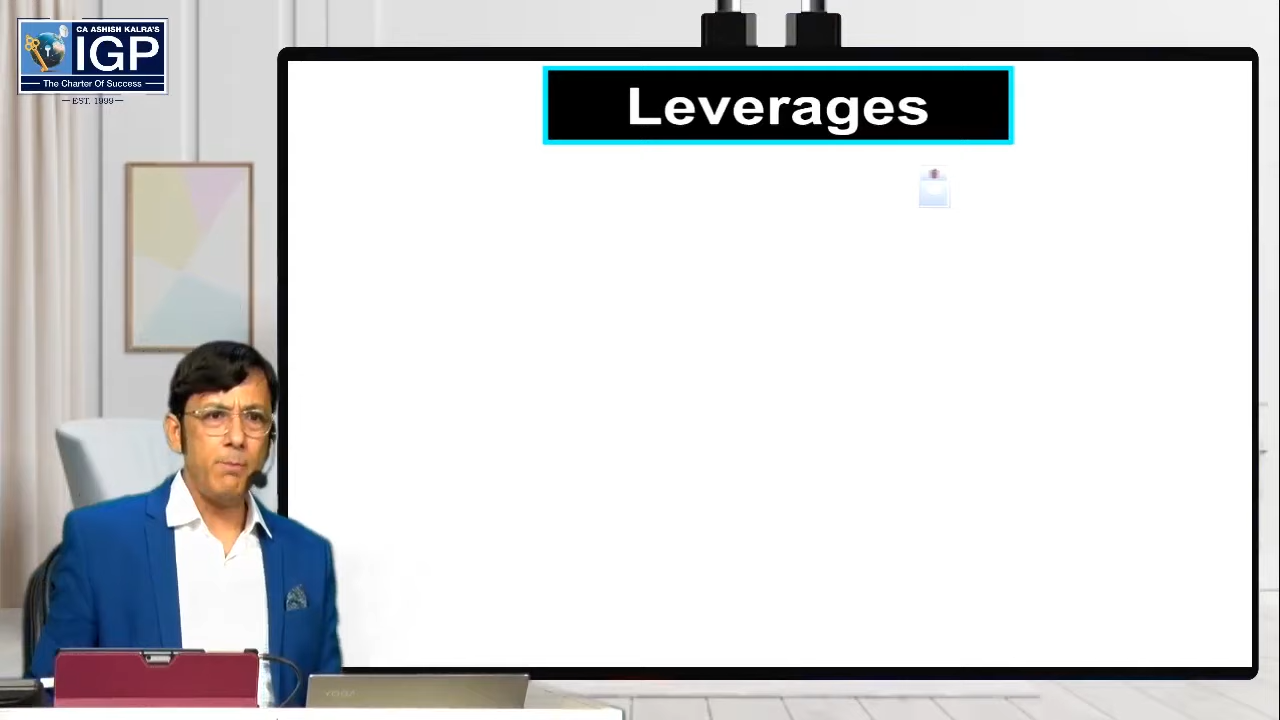 CA ASHISH KALRA'S
IGP
The Charter Of Success
EST. 1999
Leverages